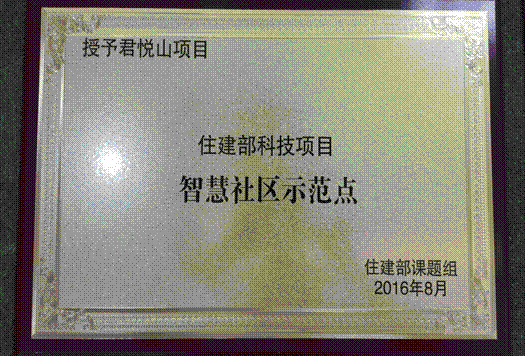 授予君悦山项目
住建部科技项目
智慧社区示范点
住建部课题组
2016年8月